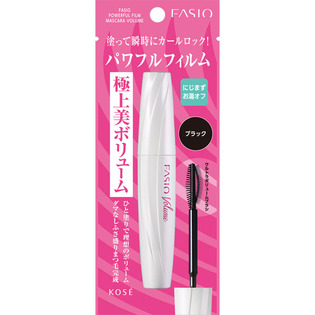 FASIO
POWERFUL FILM
MASCARA VOLUME
FASIO
塗って瞬時にカールロック!
パワフルフィルム
極上美ボリューム
ひと塗りで理想のボリューム
ダマなしふさ盛りまつ毛完成
にじまず
お湯オフ
ブラック
FASIO Volume
KOSÉ